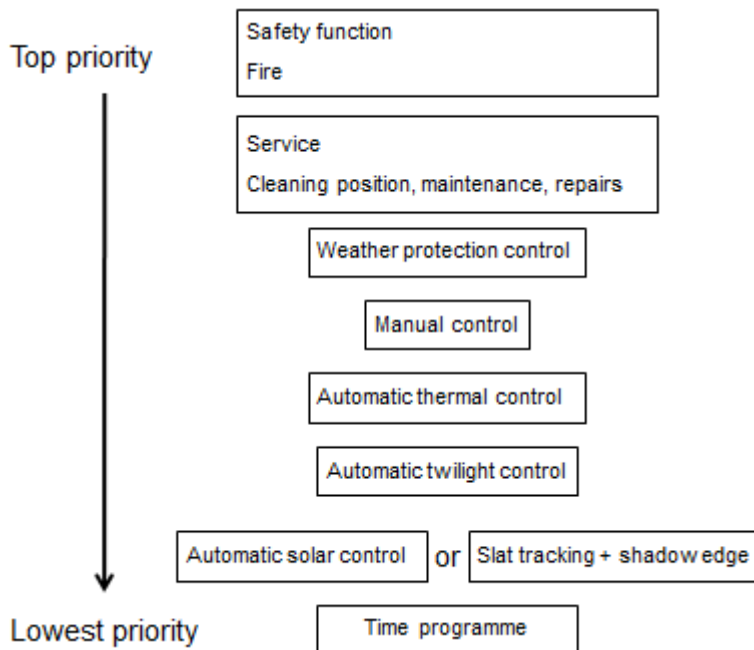 Top priority
Safety function
Fire
Service
Cleaning position, maintenance, repairs
Weather protection control
Manual control
Automatic thermal control
Automatic twilight control
Automatic solar control or Slat tracking + shadow edge
Lowest priority
Time programme